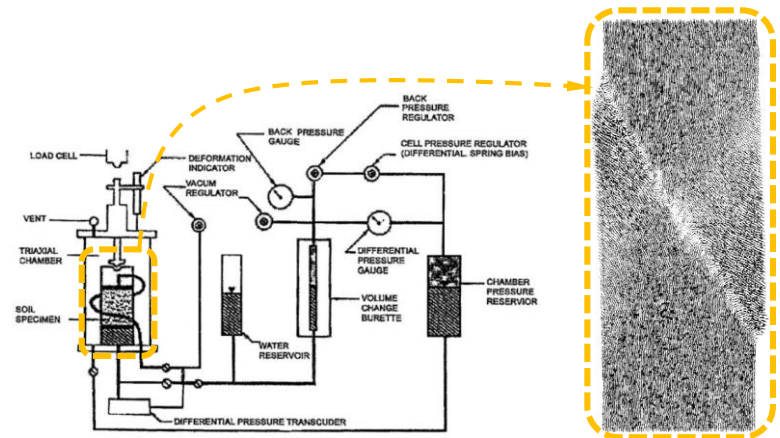 BACK
PRESSURE
REGULATOR
BACK PRESSURE
GAUGE
CELL PRESSURE REGULATOR
(DIFFERENTIAL. SPRING BIAS)
LOAD CELL
DEFORMATION
INDICATOR
VACUM
REGULATOR
VENT
TRIAXIAL
CHAMBER
DIFFERENTIAL
PRESSURE
GAUGE
CHAMBER
PRESSURE
RESERVIOR
SOIL
SPECIMEN
VOLUME
CHANGE
BURETTE
WATER
RESERVOIR
DIFFERENTIAL PRESSURE TRANSCUDER